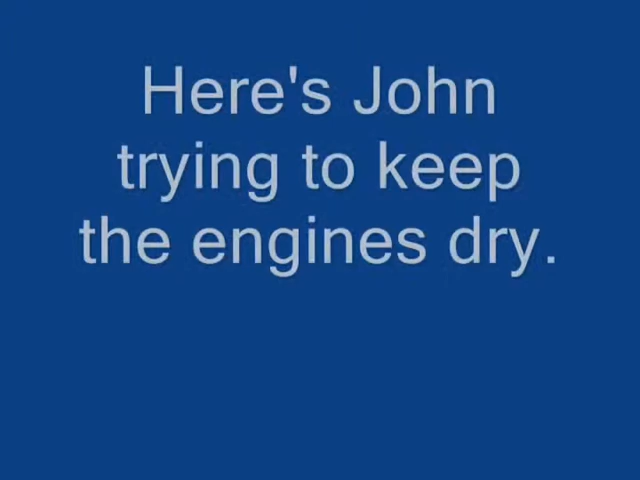 Here's John
trying to keep
the engines dry.